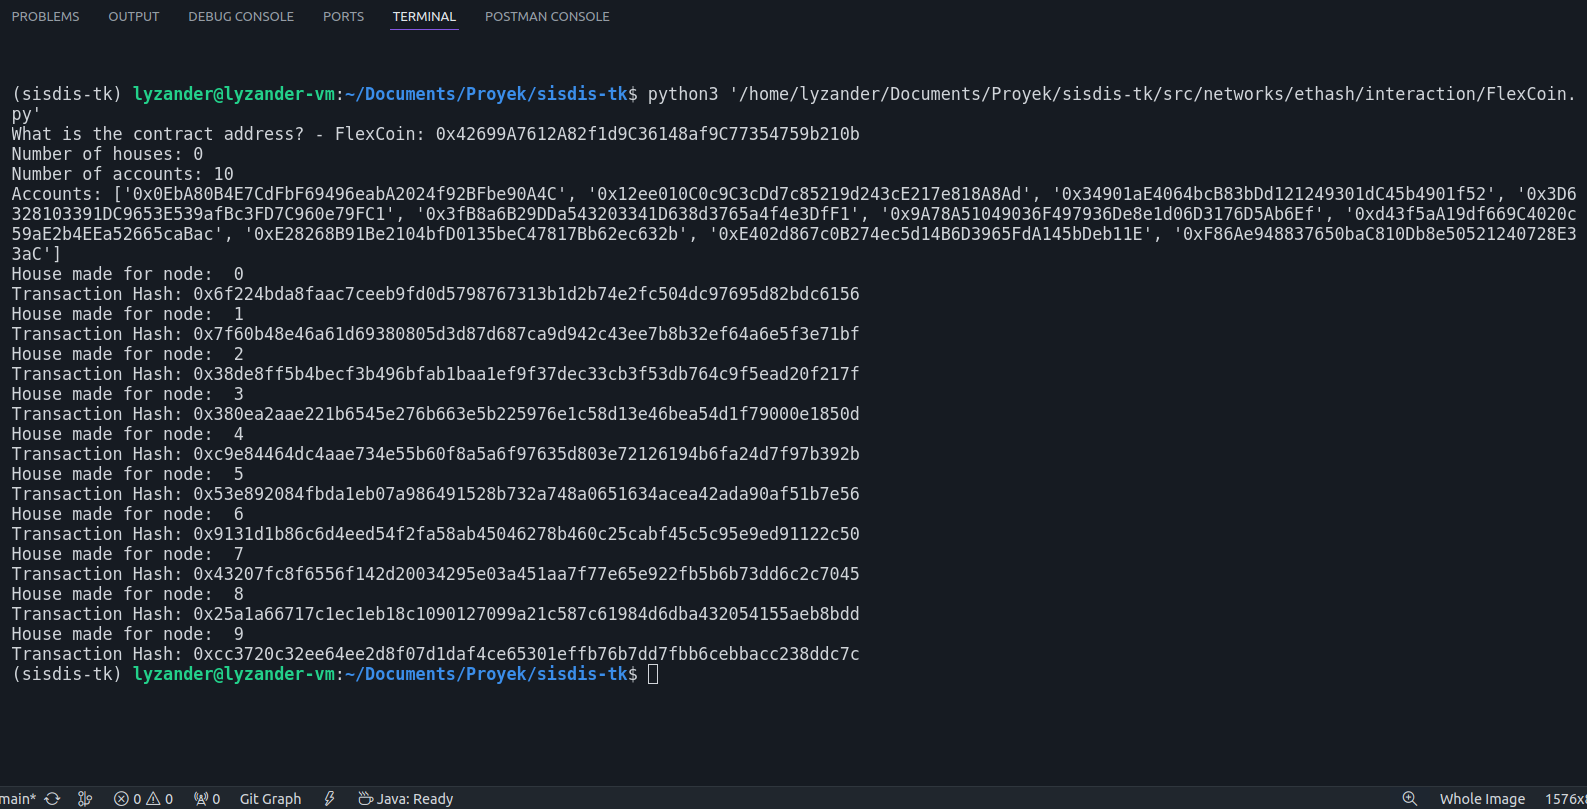 PROBLEMS OUTPUT DEBUG CONSOLE PORTS TERMINAL POSTMAN CONSOLE
(sisdis-tk) lyzander@lyzander-vm:~/Documents/Proyek/sisdis-tk$ python3 '/home/lyzander/Documents/Proyek/sisdis-tk/src/networks/ethash/interaction/FlexCoin.
py'
What is the contract address? - FlexCoin: 0x42699A7612A82f1d9C36148af9C77354759b210b
Number of houses: 0
Number of accounts: 10
Accounts: ['0x0EbA80B4E7CdFbF69496eabA2024f92BFbe90A4C', '0x12ee010C0c9C3cDd7c85219d243cE217e818A8Ad', '0x34901aE4064bcB83bDd121249301dC45b4901f52', '0x3D6
328103391DC9653E539afBc3FD7C960e79FC1', '0x3fB8a6B29DDa543203341D638d3765a4f4e3DfF1', '0x9A78A51049036F497936De8e1d06D3176D5Ab6Ef', '0xd43f5aA19df669C4020c
59aE2b4EEa52665caBac', '0xE28268B91Be2104bfD0135beC47817Bb62ec632b', '0xE402d867c0B274ec5d14B6D3965FdA145bDeb11E', '0xF86Ae948837650baC810Db8e50521240728E3
3aC']
House made for node:  0
Transaction Hash: 0x6f224bda8faac7ceeb9fd0d5798767313b1d2b74e2fc504dc97695d82bdc6156
House made for node:  1
Transaction Hash: 0x7f60b48e46a61d69380805d3d87d687ca9d942c43ee7b8b32ef64a6e5f3e71bf
House made for node:  2
Transaction Hash: 0x38de8ff5b4becf3b496bfab1baa1ef9f37dec33cb3f53db764c9f5ead20f217f
House made for node:  3
Transaction Hash: 0x380ea2aae221b6545e276b663e5b225976e1c58d13e46bea54d1f79000e1850d
House made for node:  4
Transaction Hash: 0xc9e84464dc4aae734e55b60f8a5a6f97635d803e72126194b6fa24d7f97b392b
House made for node:  5
Transaction Hash: 0x53e892084fbda1eb07a986491528b732a748a0651634acea42ada90af51b7e56
House made for node:  6
Transaction Hash: 0x9131d1b86c6d4eed54f2fa58ab45046278b460c25cabf45c5c95e9ed91122c50
House made for node:  7
Transaction Hash: 0x43207fc8f6556f142d20034295e03a451aa7f77e65e922fb5b6b73dd6c2c7045
House made for node:  8
Transaction Hash: 0x25a1a66717c1ec1eb18c1090127099a21c587c61984d6dba432054155aeb8bdd
House made for node:  9
Transaction Hash: 0xcc3720c32ee64ee2d8f07d1daf4ce65301effb76b7dd7fbb6cebbacc238ddc7c
(sisdis-tk) lyzander@lyzander-vm:~/Documents/Proyek/sisdis-tk$
main* 0 0 0 Git Graph Java: Ready Whole Image